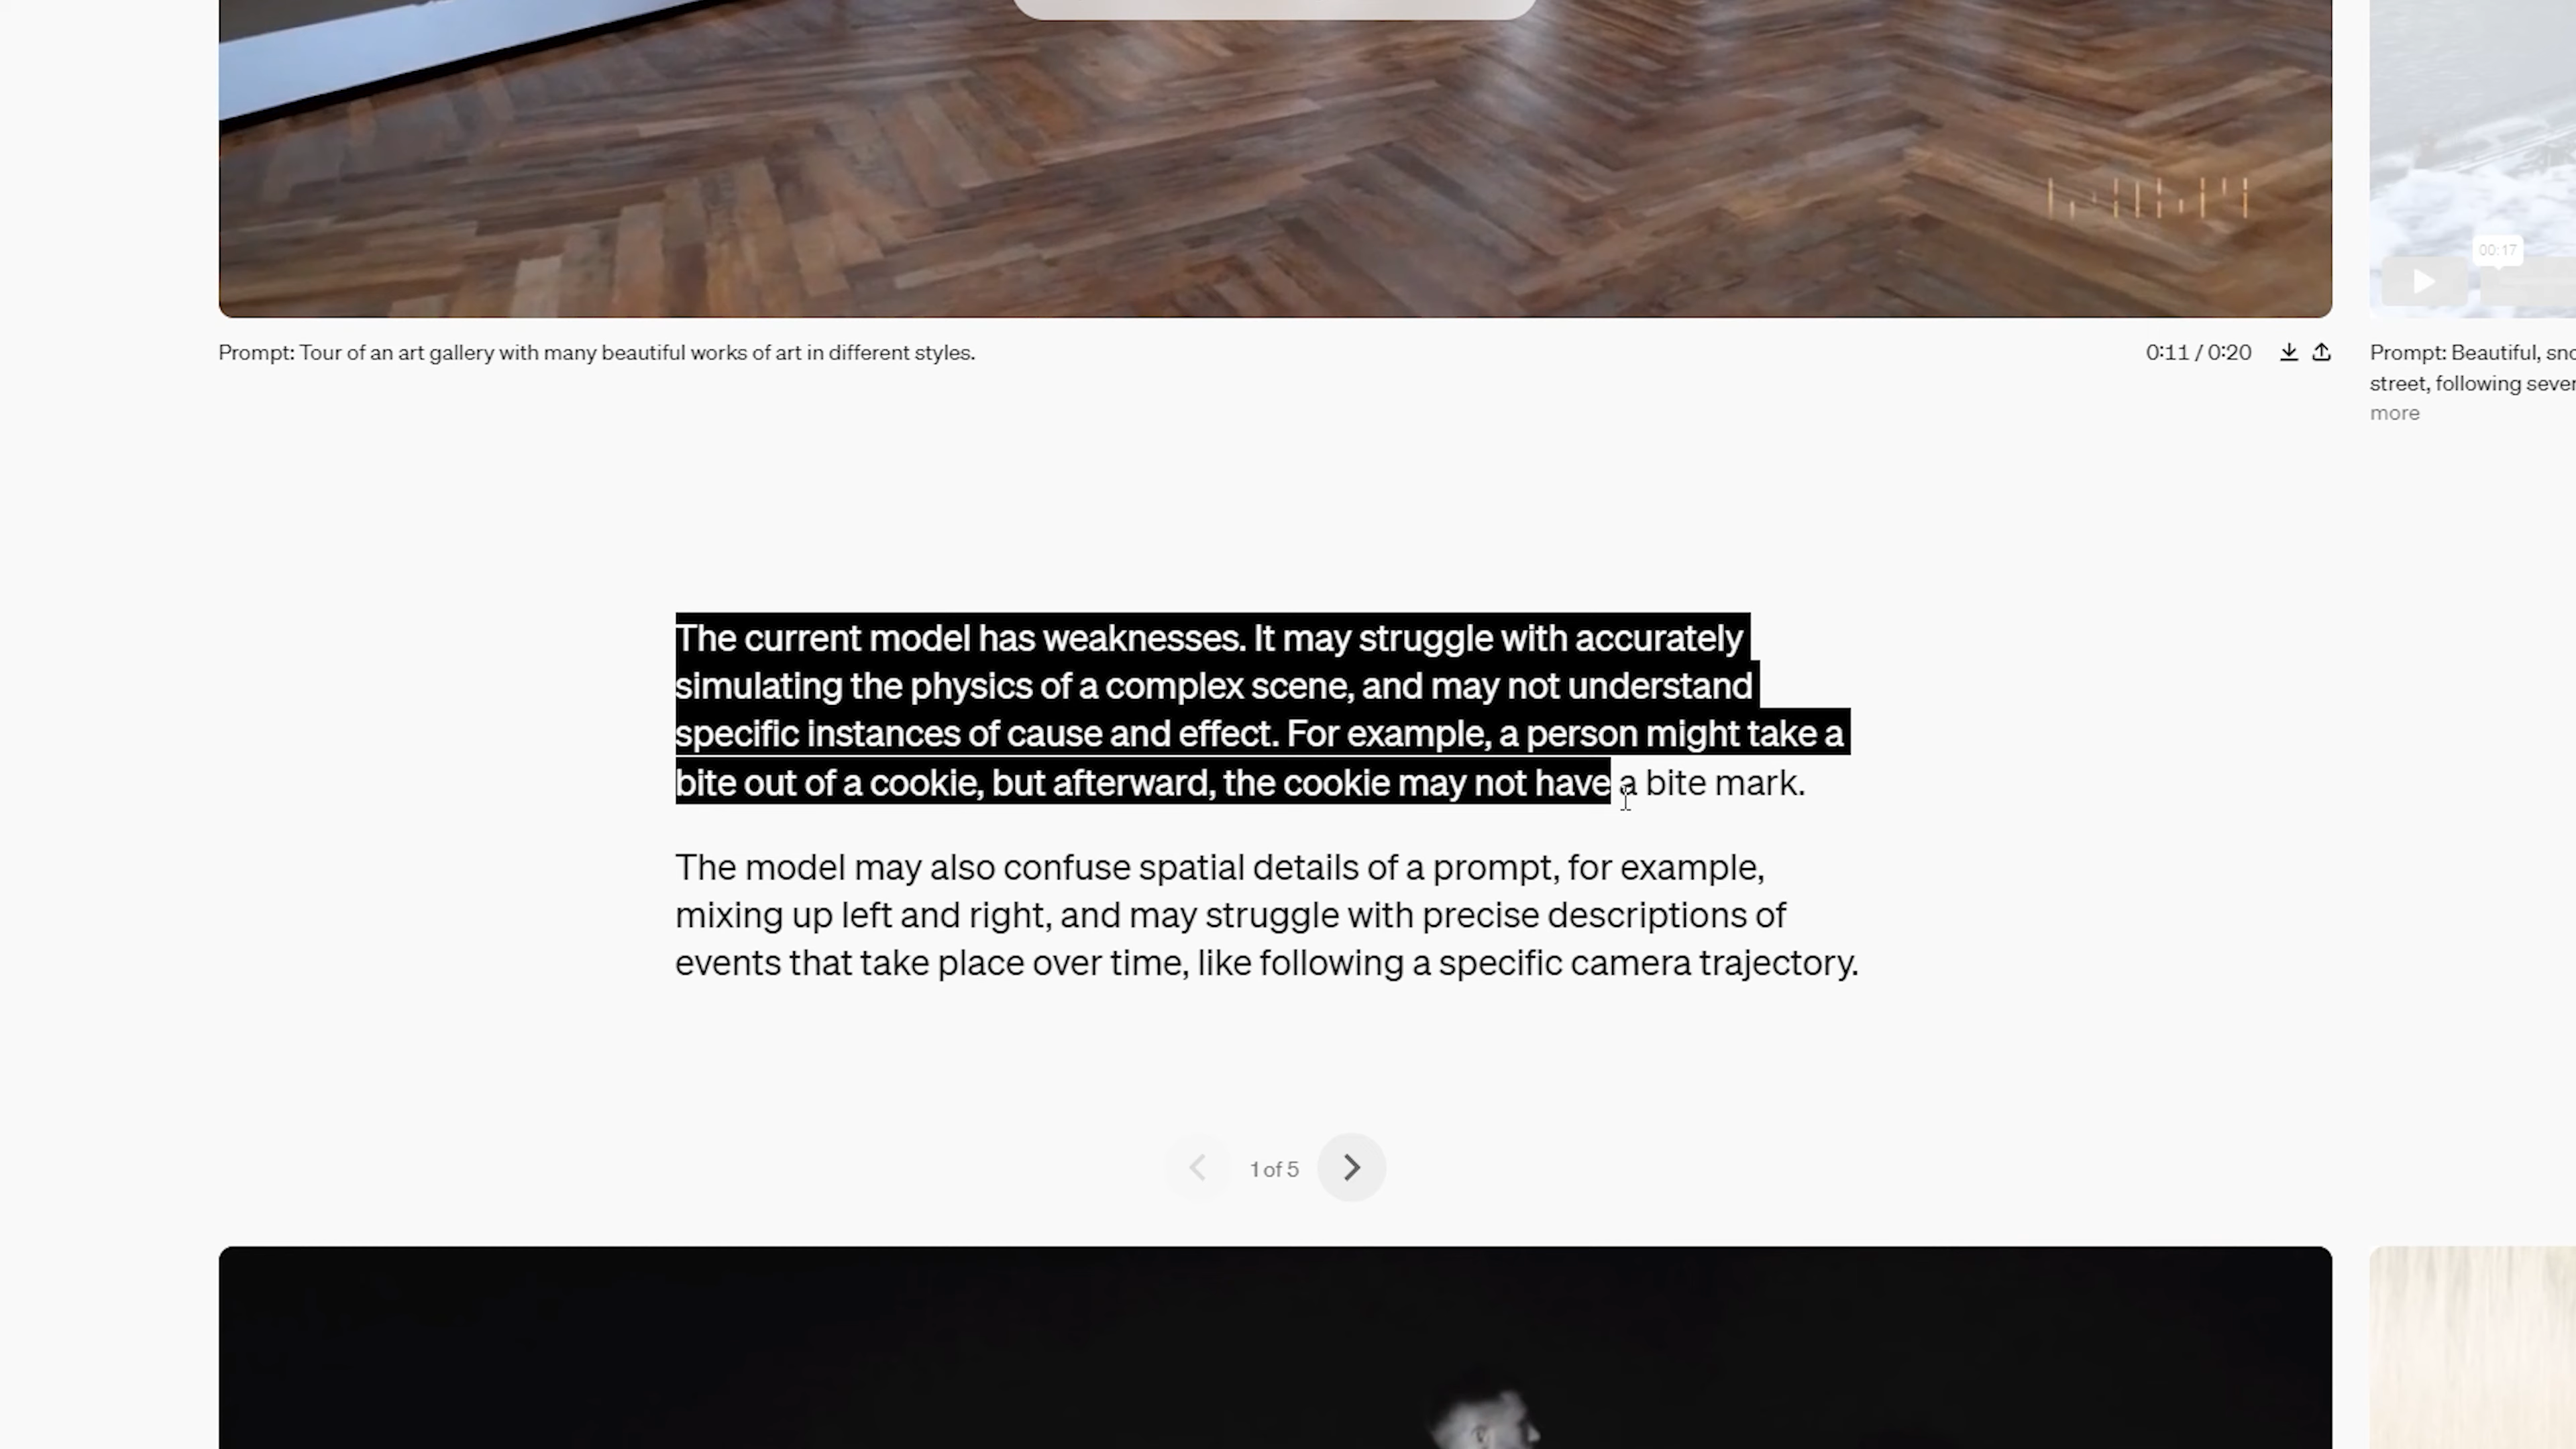 00:17
Prompt: Tour of an art gallery with many beautiful works of art in different styles.
0:11 / 0:20
Prompt: Beautiful,
street, following
more
The current model has weaknesses. It may struggle with accurately
simulating the physics of a complex scene, and may not understand
specific instances of cause and effect. For example, a person might take a
bite out of a cookie, but afterward, the cookie may not have a bite mark.
The model may also confuse spatial details of a prompt, for example,
mixing up left and right, and may struggle with precise descriptions of
events that take place over time, like following a specific camera trajectory.
1 of 5